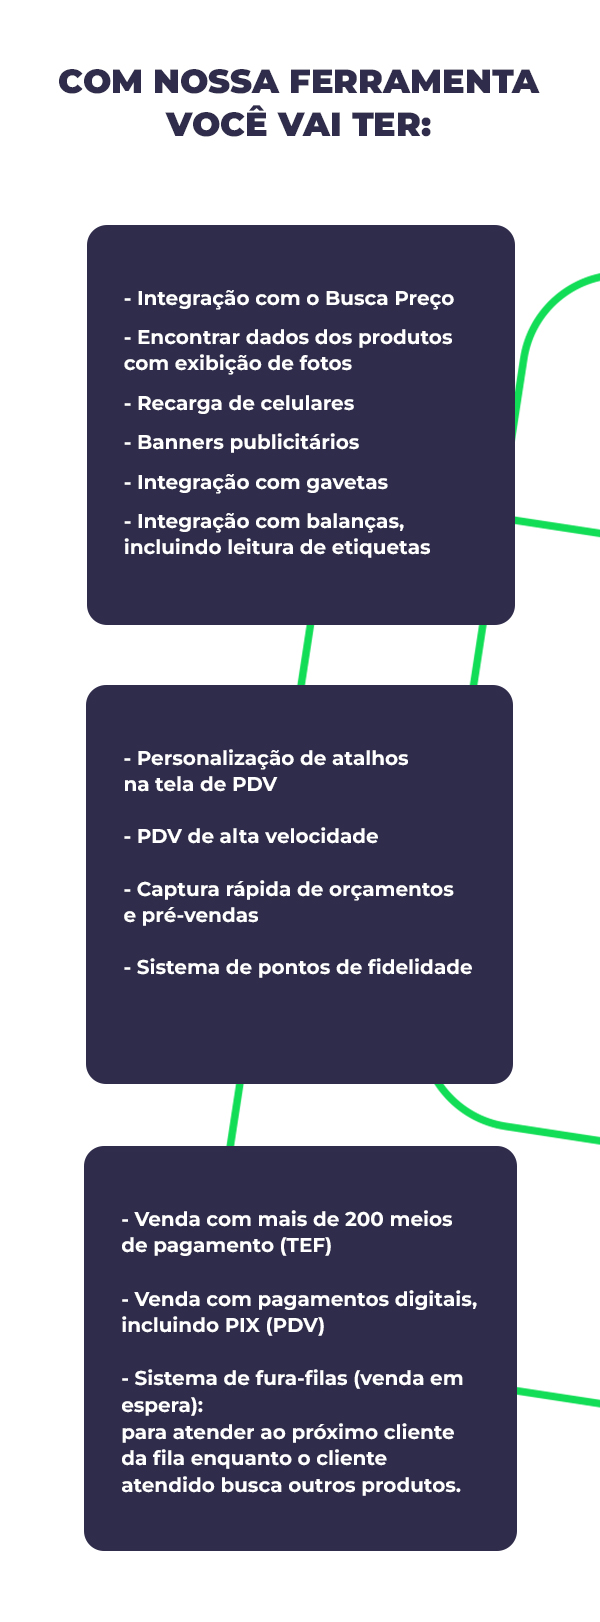 COM NOSSA FERRAMENTA
VOCÊ VAI TER:
- Integração com o Busca Preço
- Encontrar dados dos produtos
com exibição de fotos
- Recarga de celulares
- Banners publicitários
- Integração com gavetas
- Integração com balanças,
incluindo leitura de etiquetas
- Personalização de atalhos
na tela de PDV
- PDV de alta velocidade
- Captura rápida de orçamentos
e pré-vendas
- Sistema de pontos de fidelidade
- Venda com mais de 200 meios
de pagamento (TEF)
- Venda com pagamentos digitais,
incluindo PIX (PDV)
- Sistema de fura-filas (venda em
espera):
para atender ao próximo cliente
da fila enquanto o cliente
atendido busca outros produtos.